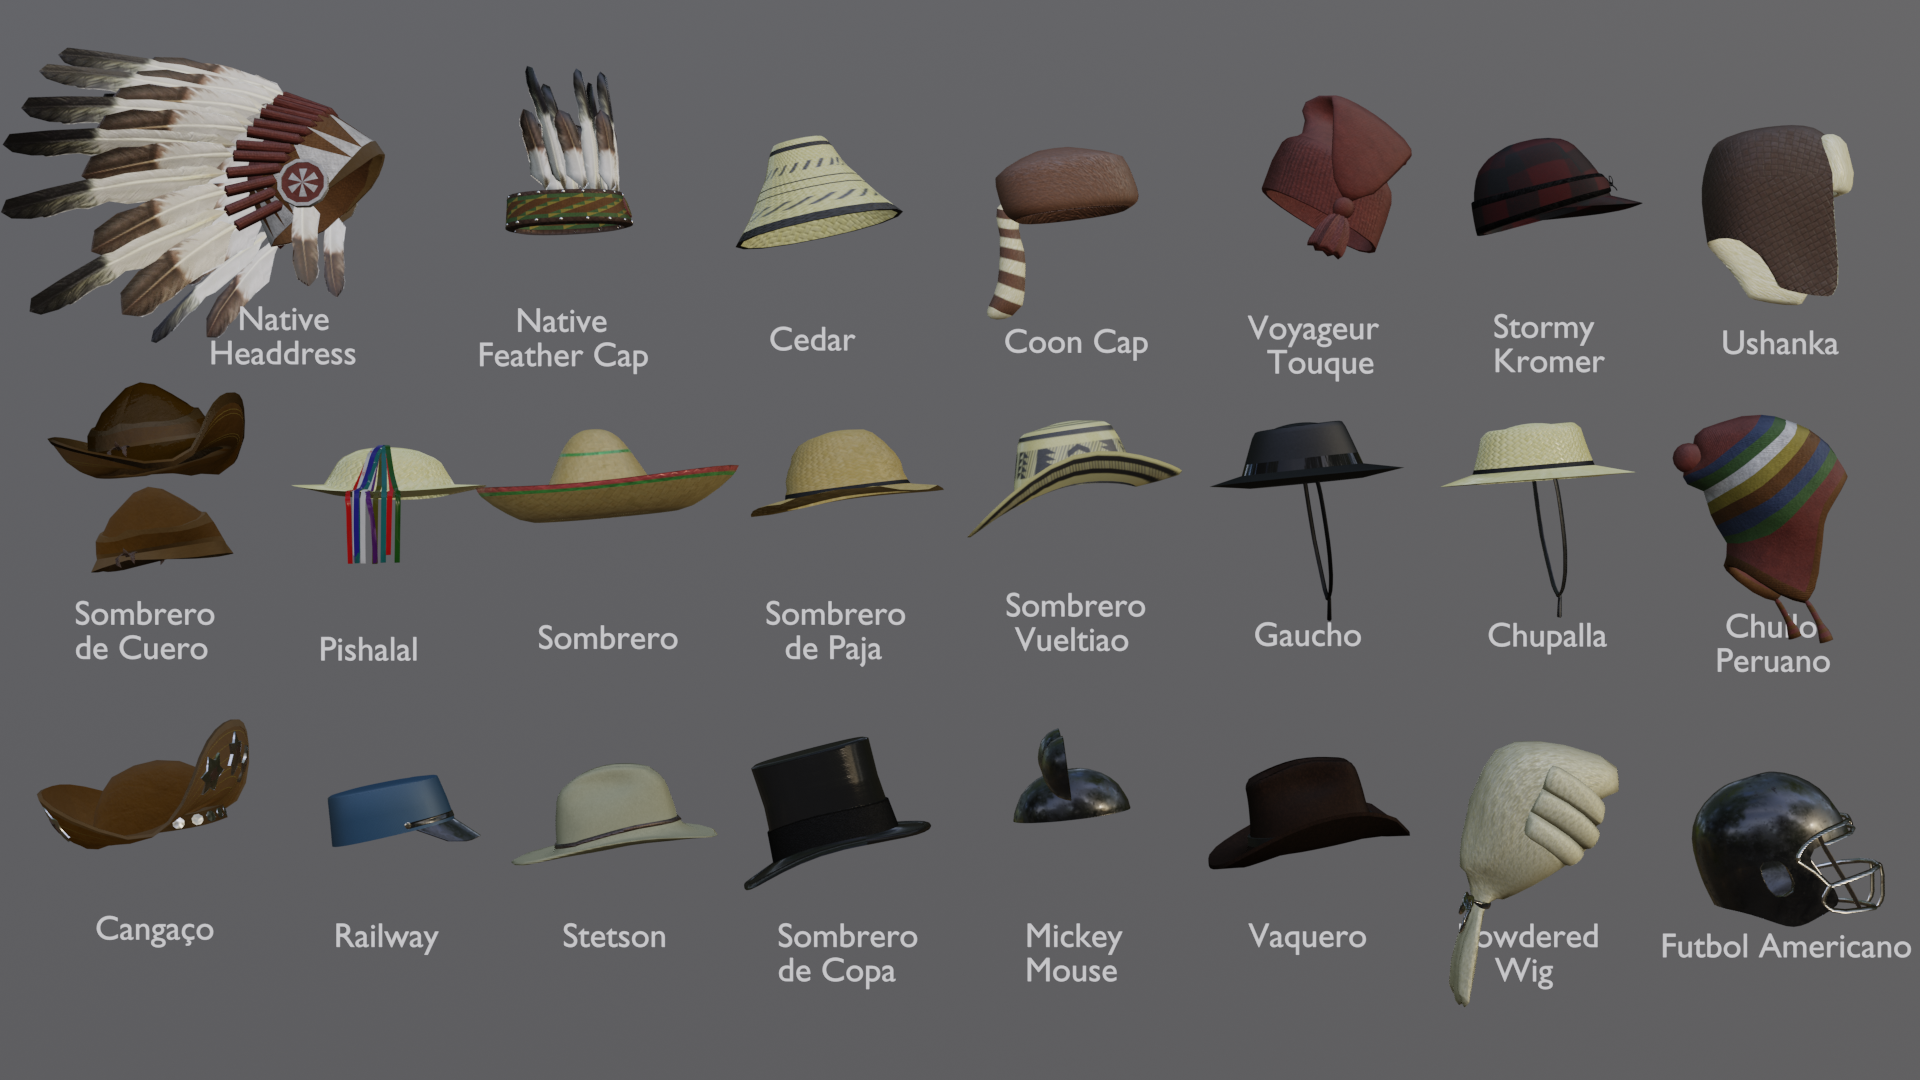 Native
Headdress
Native
Feather Cap
Cedar
Coon Cap
Voyageur
Touque
Stormy
Kromer
Ushanka
Sombrero
de Cuero
Pishalal
Sombrero
Sombrero
de Paja
Sombrero
Vueltiao
Gaucho
Chupalla
Chullo
Peruano
Cangaço
Railway
Stetson
Sombrero
de Copa
Mickey
Mouse
Vaquero
owdered
Wig
Futbol Americano